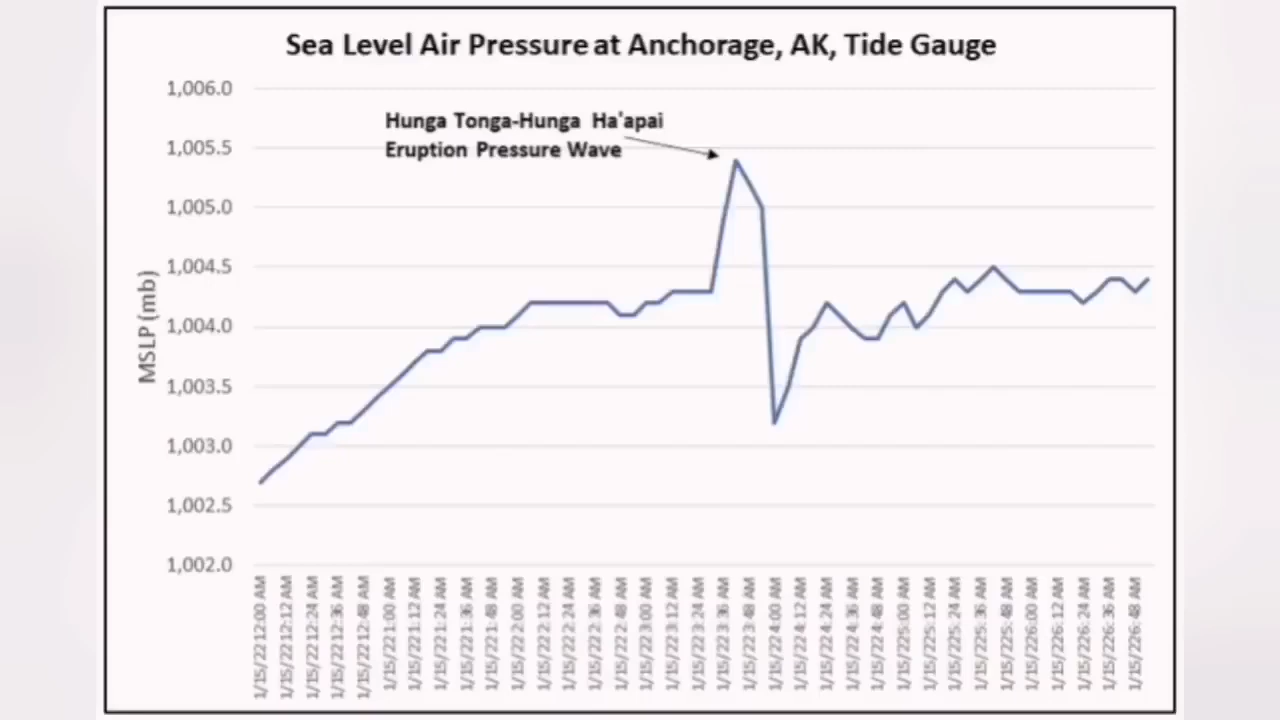 Sea Level Air Pressure at Anchorage, AK, Tide Gauge
1,006.0
Hunga Tonga-Hunga Ha'apai
Eruption Pressure Wave
1,005.5
1,005.0
1,004.5
1,004.0
1,003.5
1,003.0
1,002.5
1,002.0
MSLP (mb)
1/15/22 12:00 AM
1/15/22 12:12 AM
1/15/22 12:24 AM
1/15/22 12:36 AM
1/15/22 12:48 AM
1/15/22 1:00 AM
1/15/22 1:12 AM
1/15/22 1:24 AM
1/15/22 1:36 AM
1/15/22 1:48 AM
1/15/22 2:00 AM
1/15/22 2:12 AM
1/15/22 2:24 AM
1/15/22 2:36 AM
1/15/22 2:48 AM
1/15/22 3:00 AM
1/15/22 3:12 AM
1/15/22 3:24 AM
1/15/22 3:36 AM
1/15/22 3:48 AM
1/15/22 4:00 AM
1/15/22 4:12 AM
1/15/22 4:24 AM
1/15/22 4:36 AM
1/15/22 4:48 AM
1/15/22 5:00 AM
1/15/22 5:12 AM
1/15/22 5:24 AM
1/15/22 5:36 AM
1/15/22 5:48 AM
1/15/22 6:00 AM
1/15/22 6:12 AM
1/15/22 6:24 AM
1/15/22 6:36 AM
1/15/22 6:48 AM